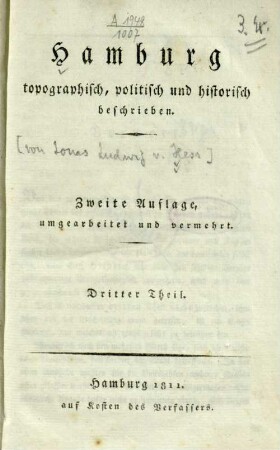 A 1948
1007
3. Ex.
Hamburg
topographisch, politisch und historisch
beschrieben.
[von Jonas Ludwig v. Hess]
Zweite Auflage,
umgearbeitet und vermehrt.
Dritter Theil.
Hamburg 1811.
auf Kosten des Verfassers.